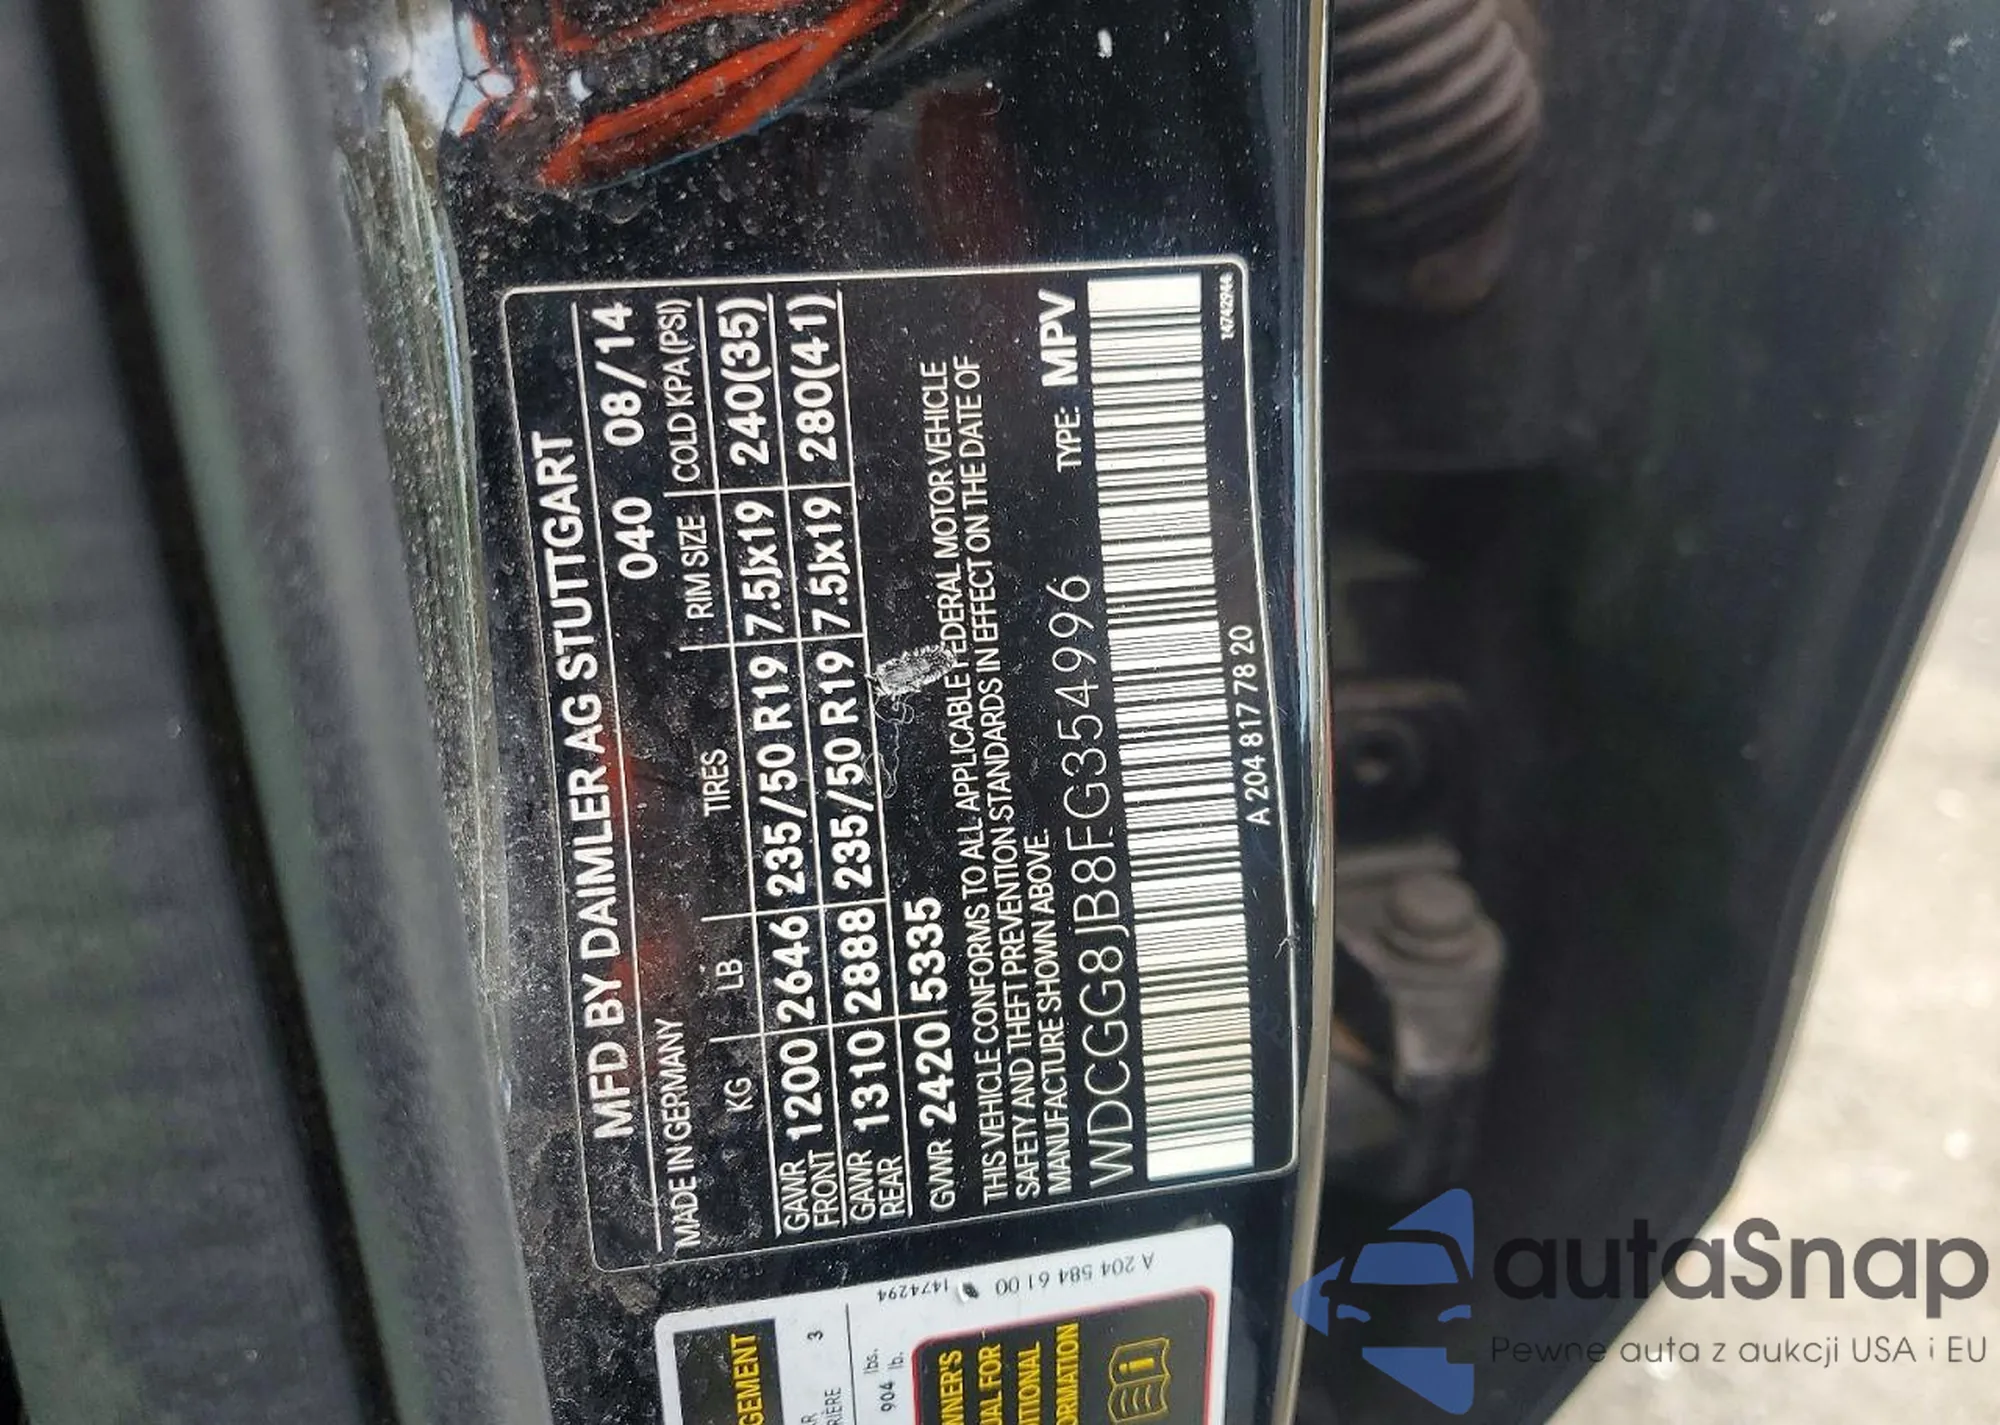 MFD BY DAIMLER AG STUTTGART
MADE IN GERMANY 040 08/14
KG LB TIRES RIM SIZE COLD KPA (PSI)
GAWR FRONT 1200 2646 235/50 R19 7.5Jx19 240(35)
GAWR REAR 1310 2888 235/50 R19 7.5Jx19 280(41)
GVWR 2420 5335
THIS VEHICLE CONFORMS TO ALL APPLICABLE FEDERAL MOTOR VEHICLE
SAFETY AND THEFT PREVENTION STANDARDS IN EFFECT ON THE DATE OF
MANUFACTURE SHOWN ABOVE.
WDCGG8JB8FG354996 TYPE: MPV
A 204 817 78 20
A 204 584 61 00
1474294
3
904 lbs.
lb.
autaSnap
Pewne auta z aukcji USA i EU